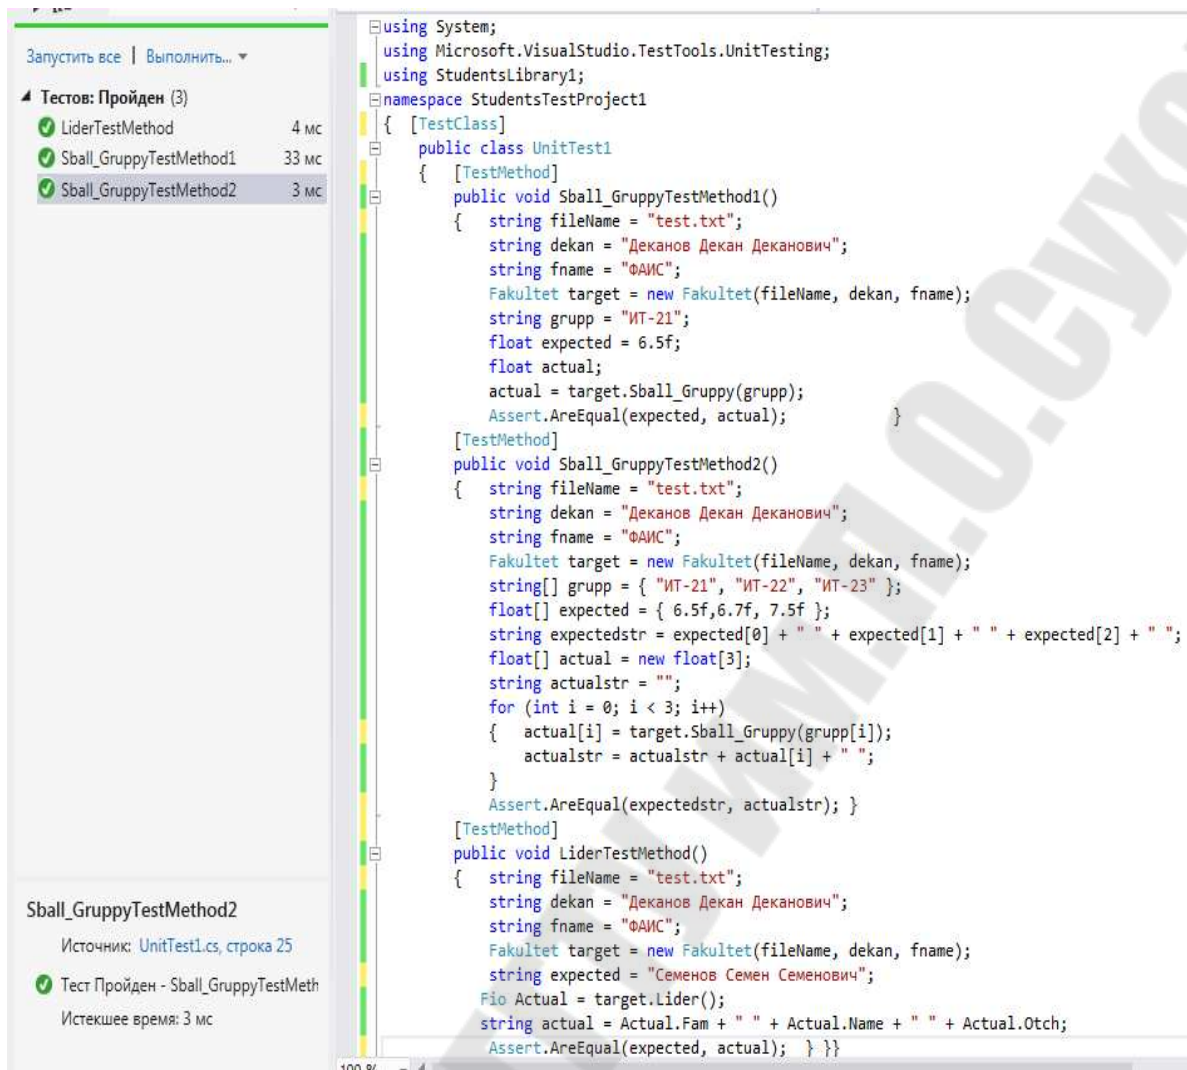 Запустить все | Выполнить...
Тестов: Пройден (3)
LiderTestMethod 4 мс
Sball_GruppyTestMethod1 33 мс
Sball_GruppyTestMethod2 3 мс
Sball_GruppyTestMethod2
Источник: UnitTest1.cs, строка 25
Тест Пройден - Sball_GruppyTestMeth
Истекшее время: 3 мс
using System;
using Microsoft.VisualStudio.TestTools.UnitTesting;
using StudentsLibrary1;
namespace StudentsTestProject1
{ [TestClass]
public class UnitTest1
{ [TestMethod]
public void Sball_GruppyTestMethod1()
{ string fileName = "test.txt";
string dekan = "Деканов Декан Деканович";
string fname = "ФАИС";
Fakultet target = new Fakultet(fileName, dekan, fname);
string grupp = "ИТ-21";
float expected = 6.5f;
float actual;
actual = target.Sball_Gruppy(grupp);
Assert.AreEqual(expected, actual); }
[TestMethod]
public void Sball_GruppyTestMethod2()
{ string fileName = "test.txt";
string dekan = "Деканов Декан Деканович";
string fname = "ФАИС";
Fakultet target = new Fakultet(fileName, dekan, fname);
string[] grupp = { "ИТ-21", "ИТ-22", "ИТ-23" };
float[] expected = { 6.5f,6.7f, 7.5f };
string expectedstr = expected[0] + " " + expected[1] + " " + expected[2] + " ";
float[] actual = new float[3];
string actualstr = "";
for (int i = 0; i < 3; i++)
{ actual[i] = target.Sball_Gruppy(grupp[i]);
actualstr = actualstr + actual[i] + " ";
}
Assert.AreEqual(expectedstr, actualstr); }
[TestMethod]
public void LiderTestMethod()
{ string fileName = "test.txt";
string dekan = "Деканов Декан Деканович";
string fname = "ФАИС";
Fakultet target = new Fakultet(fileName, dekan, fname);
string expected = "Семенов Семен Семенович";
Fio Actual = target.Lider();
string actual = Actual.Fam + " " + Actual.Name + " " + Actual.Otch;
Assert.AreEqual(expected, actual); } }}